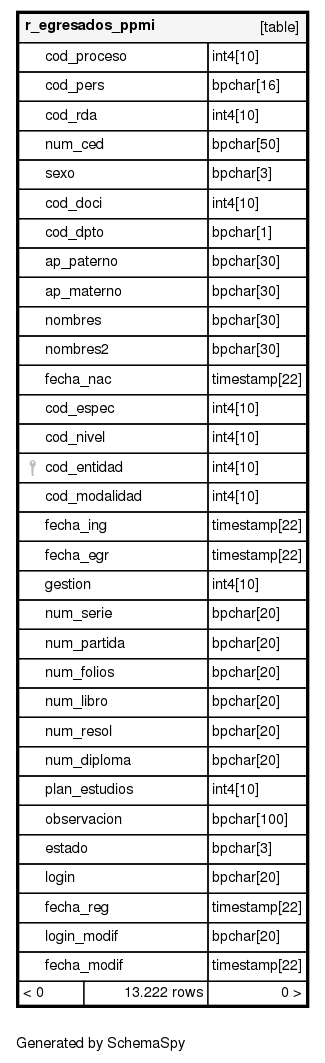 r_egresados_ppmi [table]
cod_proceso int4[10]
cod_pers bpchar[16]
cod_rda int4[10]
num_ced bpchar[50]
sexo bpchar[3]
cod_doci int4[10]
cod_dpto bpchar[1]
ap_paterno bpchar[30]
ap_materno bpchar[30]
nombres bpchar[30]
nombres2 bpchar[30]
fecha_nac timestamp[22]
cod_espec int4[10]
cod_nivel int4[10]
cod_entidad int4[10]
cod_modalidad int4[10]
fecha_ing timestamp[22]
fecha_egr timestamp[22]
gestion int4[10]
num_serie bpchar[20]
num_partida bpchar[20]
num_folios bpchar[20]
num_libro bpchar[20]
num_resol bpchar[20]
num_diploma bpchar[20]
plan_estudios int4[10]
observacion bpchar[100]
estado bpchar[3]
login bpchar[20]
fecha_reg timestamp[22]
login_modif bpchar[20]
fecha_modif timestamp[22]
< 0 13.222 rows 0 >
Generated by SchemaSpy